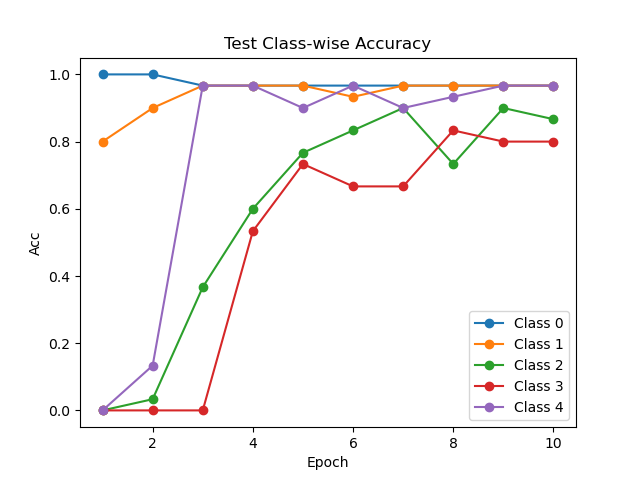 Test Class-wise Accuracy
Acc
1.0
0.8
0.6
0.4
0.2
0.0
2 4 6 8 10
Epoch
Class 0
Class 1
Class 2
Class 3
Class 4